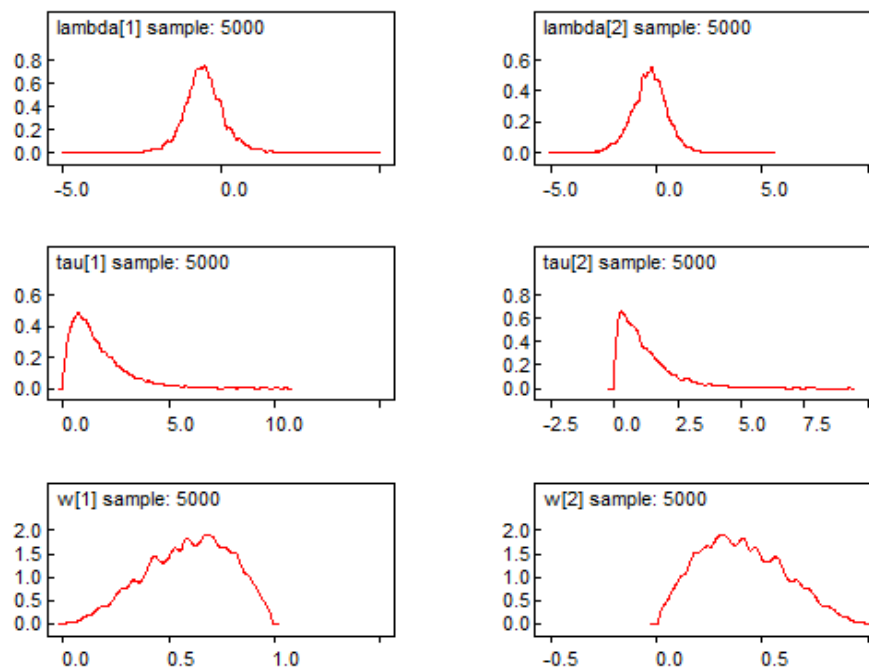 lambda[1] sample: 5000
0.8
0.6
0.4
0.2
0.0
-5.0 0.0
lambda[2] sample: 5000
0.6
0.4
0.2
0.0
-5.0 0.0 5.0
tau[1] sample: 5000
0.6
0.4
0.2
0.0
0.0 5.0 10.0
tau[2] sample: 5000
0.8
0.6
0.4
0.2
0.0
-2.5 0.0 2.5 5.0 7.5
w[1] sample: 5000
2.0
1.5
1.0
0.5
0.0
0.0 0.5 1.0
w[2] sample: 5000
2.0
1.5
1.0
0.5
0.0
-0.5 0.0 0.5